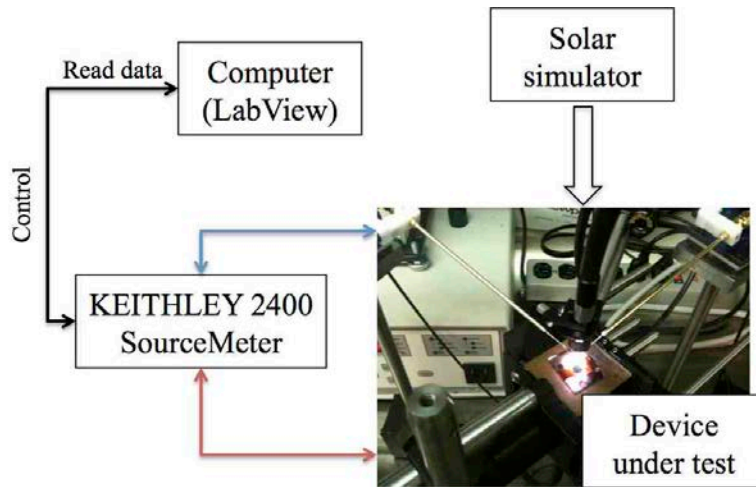 Read data
Computer
(LabView)
Solar
simulator
Control
KEITHLEY 2400
SourceMeter
Device
under test